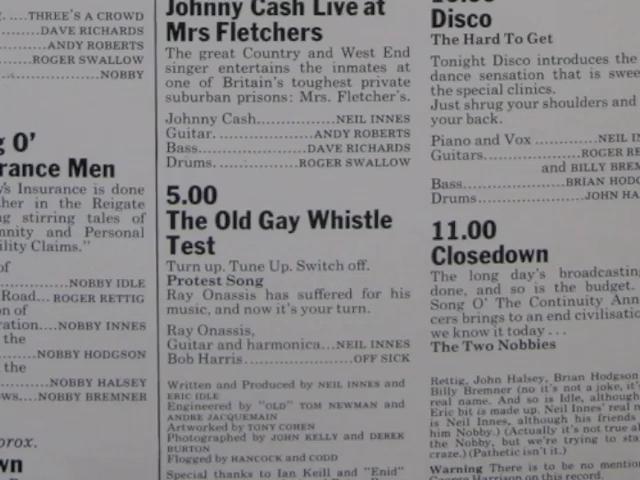 ....THREE'S A CROWD
........DAVE RICHARDS
..........ANDY ROBERTS
.......ROGER SWALLOW
....................NOBBY
g O'
rance Men
's Insurance is done
her in the Reigate
ng stirring tales of
mnity and Personal
ility Claims."
of
............NOBBY IDLE
Road... ROGER RETTIG
on of
ration....NOBBY INNES
the
........NOBBY HODGSON
the
..........NOBBY HALSEY
ows....NOBBY BREMNER
prox.
wn
Johnny Cash Live at
Mrs Fletchers
The great Country and West End
singer entertains the inmates at
one of Britain's toughest private
suburban prisons: Mrs. Fletcher's.
Johnny Cash................NEIL INNES
Guitar. ..................ANDY ROBERTS
Bass......................DAVE RICHARDS
Drums. ...............ROGER SWALLOW
5.00
The Old Gay Whistle
Test
Turn up. Tune Up. Switch off.
Protest Song
Ray Onassis has suffered for his
music, and now it's your turn.
Ray Onassis,
Guitar and harmonica...NEIL INNES
Bob Harris....................OFF SICK
Written and Produced by NEIL INNES and
ERIC IDLE
Engineered by "OLD" TOM NEWMAN and
ANDRE JACQUEMAIN
Artworked by TONY COHEN
Photographed by JOHN KELLY and DEREK
BURTON
Flogged by HANCOCK and CODD
Special thanks to Ian Keill and "Enid"
Disco
The Hard To Get
Tonight Disco introduces the
dance sensation that is
the special clinics.
Just shrug your shoulders and
your back.
Piano and Vox ..........NEIL
Guitars.................ROGER
and BILLY
Bass................BRIAN
Drums................JOHN
11.00
Closedown
The long day's broadcasting
done, and so is the budget.
Song O' The Continuity
cers brings to an end civilisation
we know it today . . .
The Two Nobbies
Rettig, John Halsey, Brian Hodgson
Billy Bremner (no it's not a joke, it's
real name. And so is Idle, although
Eric bit is made up. Neil Innes' real
is Neil Innes, although his friends
him Nobby.) (Actually it's not true
the Nobby, but we're trying to
craze.) (Pathetic isn't it.)
Warning There is to be no
George Harrison on this record.